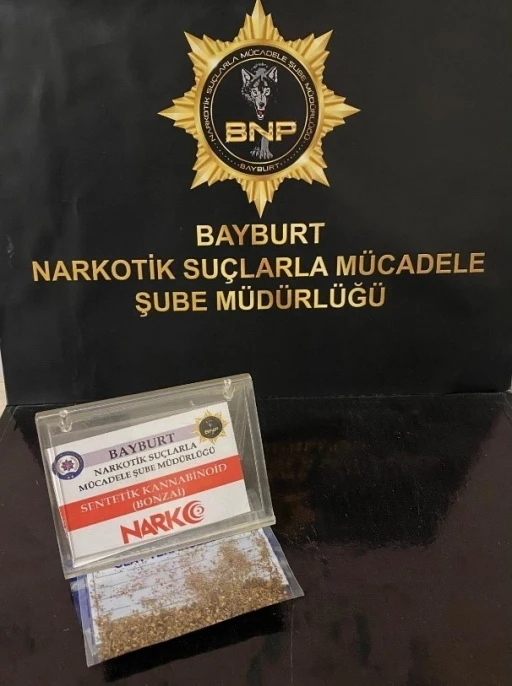 NARKOTİK SUÇLARLA MÜCADELE ŞUBE MÜDÜRLÜĞÜ
BNP
BAYBURT
BAYBURT
NARKOTİK SUÇLARLA MÜCADELE
ŞUBE MÜDÜRLÜĞÜ
BAYBURT
NARKOTİK SUÇLARLA
MÜCADELE ŞUBE MÜDÜRLÜĞÜ
SENTETİK KANNABİNOİD
(BONZAİ)
NARKO